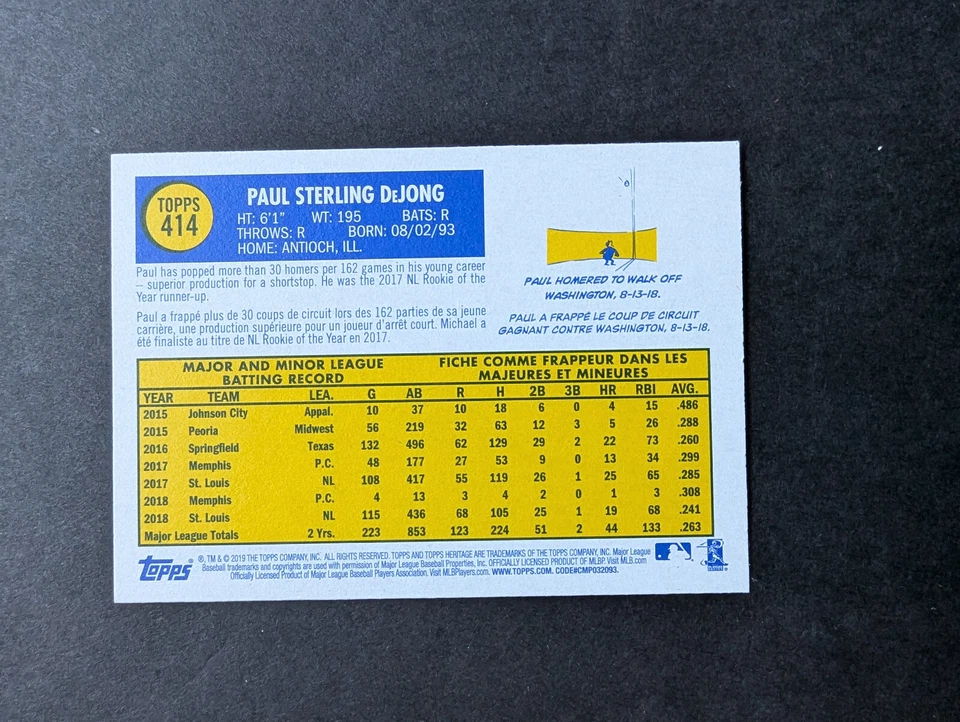 TOPPS
414
PAUL STERLING DeJONG
HT: 6'1" WT: 195 BATS: R
THROWS: R BORN: 08/02/93
HOME: ANTIOCH, ILL.
Paul has popped more than 30 homers per 162 games in his young career
— superior production for a shortstop. He was the 2017 NL Rookie of the
Year runner-up.
Paul a frappé plus de 30 coups de circuit lors des 162 parties de sa jeune
carrière, une production supérieure pour un joueur d'arrêt court. Michael a
été finaliste au titre de NL Rookie of the Year en 2017.
PAUL HOMERED TO WALK OFF
WASHINGTON, 8-13-18.
PAUL A FRAPPÉ LE COUP DE CIRCUIT
GAGNANT CONTRE WASHINGTON, 8-13-18.
MAJOR AND MINOR LEAGUE
BATTING RECORD
FICHE COMME FRAPPEUR DANS LES
MAJEURES ET MINEURES
YEAR TEAM LEA. G AB R H 2B 3B HR RBI AVG.
2015 Johnson City Appal. 10 37 10 18 6 0 4 15 .486
2015 Peoria Midwest 56 219 32 63 12 3 5 26 .288
2016 Springfield Texas 132 496 62 129 29 2 22 73 .260
2017 Memphis P.C. 48 177 27 53 9 0 13 34 .299
2017 St. Louis NL 108 417 55 119 26 1 25 65 .285
2018 Memphis P.C. 4 13 3 4 2 0 1 3 .308
2018 St. Louis NL 115 436 68 105 25 1 19 68 .241
Major League Totals 2 Yrs. 223 853 123 224 51 2 44 133 .263
topps
®, TM & © 2019 THE TOPPS COMPANY, INC. ALL RIGHTS RESERVED. TOPPS AND TOPPS HERITAGE ARE TRADEMARKS OF THE TOPPS COMPANY, INC. Major League
Baseball trademarks and copyrights are used with permission of Major League Baseball Properties, Inc. OFFICIALLY LICENSED PRODUCT OF MLBP. Visit MLB.com
Officially Licensed Product of Major League Baseball Players Association. Visit MLBPlayers.com. WWW.TOPPS.COM. CODE#CMP032093.